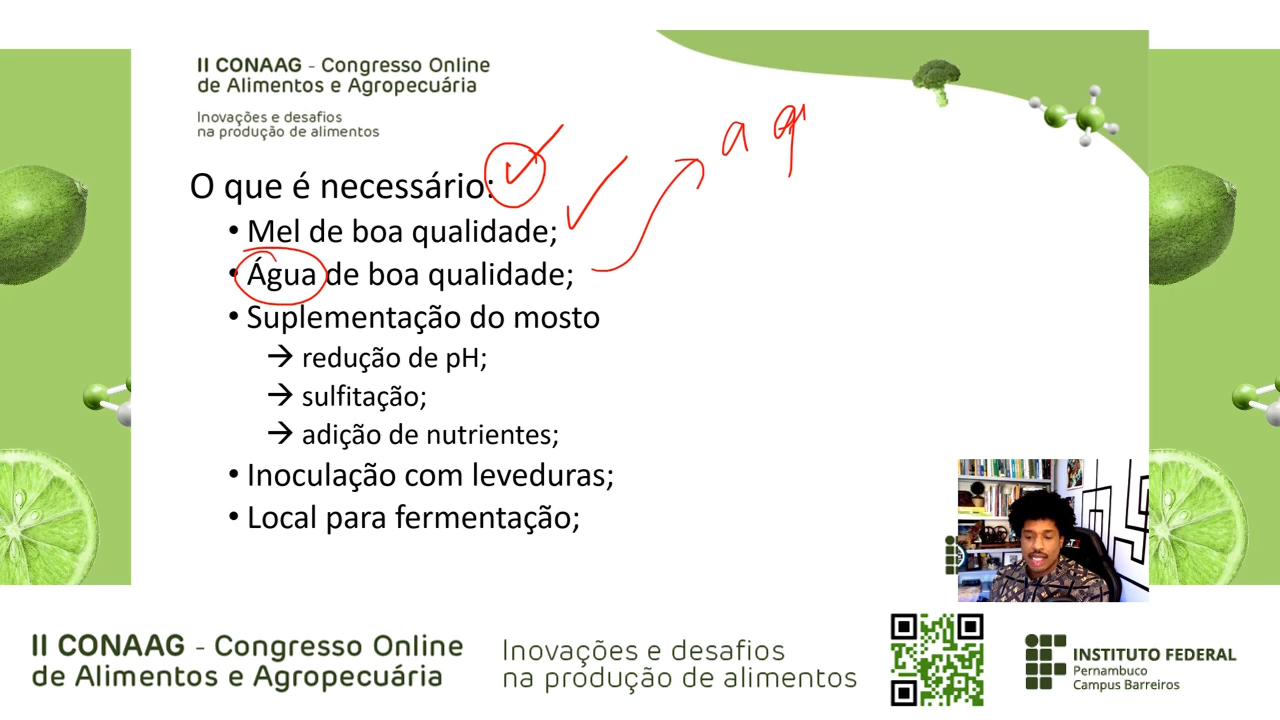 II CONAAG - Congresso Online
de Alimentos e Agropecuária
Inovações e desafios
na produção de alimentos
a
O que é necessário:
• Mel de boa qualidade;
• Água de boa qualidade;
• Suplementação do mosto
→ redução de pH;
→ sulfitação;
→ adição de nutrientes;
• Inoculação com leveduras;
• Local para fermentação;
II CONAAG - Congresso Online
de Alimentos e Agropecuária
Inovações e desafios
na produção de alimentos
INSTITUTO FEDERAL
Pernambuco
Campus Barreiros